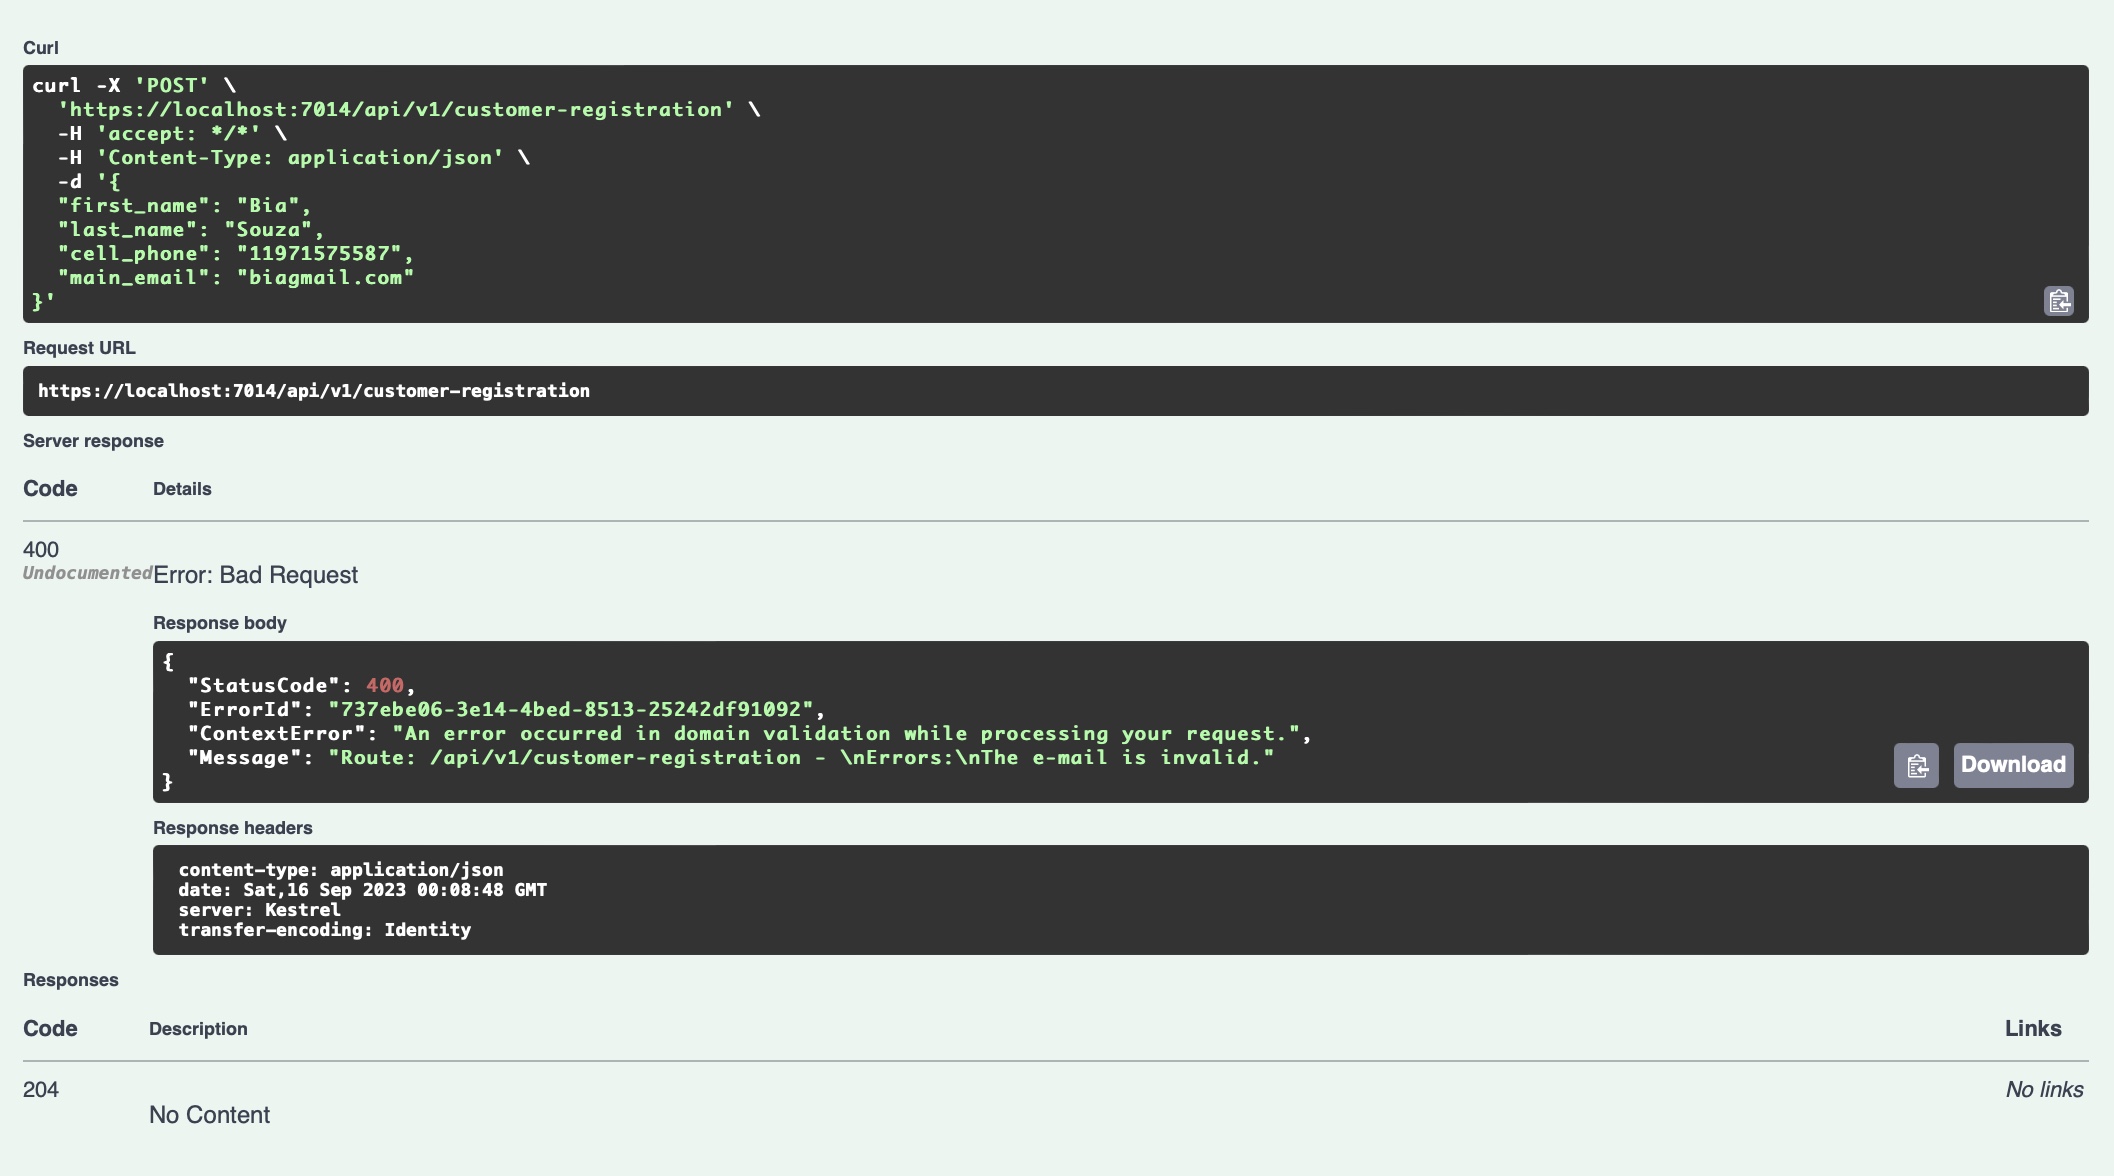 Curl
curl -X 'POST' \
  'https://localhost:7014/api/v1/customer-registration' \
  -H 'accept: */*' \
  -H 'Content-Type: application/json' \
  -d '{
  "first_name": "Bia",
  "last_name": "Souza",
  "cell_phone": "11971575587",
  "main_email": "biagmail.com"
}'
Request URL
https://localhost:7014/api/v1/customer-registration
Server response
Code Details
400
Undocumented Error: Bad Request
Response body
{
  "StatusCode": 400,
  "ErrorId": "737ebe06-3e14-4bed-8513-25242df91092",
  "ContextError": "An error occurred in domain validation while processing your request.",
  "Message": "Route: /api/v1/customer-registration - \nErrors:\nThe e-mail is invalid."
}
Download
Response headers
content-type: application/json
date: Sat,16 Sep 2023 00:08:48 GMT
server: Kestrel
transfer-encoding: Identity
Responses
Code Description Links
204 No links
No Content